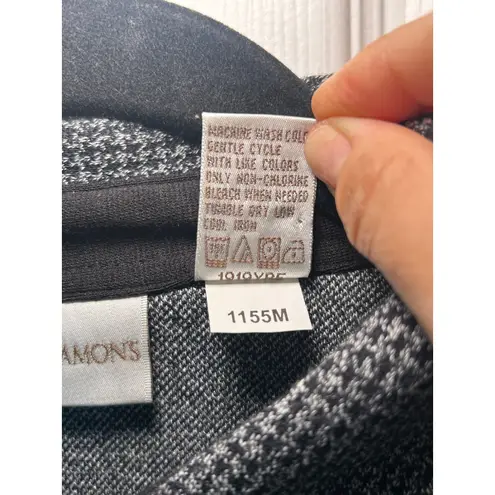 MACHINE WASH COLD
GENTLE CYCLE
WITH LIKE COLORS
ONLY NON-CHLORINE
BLEACH WHEN NEEDED
TUMBLE DRY LOW
COOL IRON
1155M
AMON'S